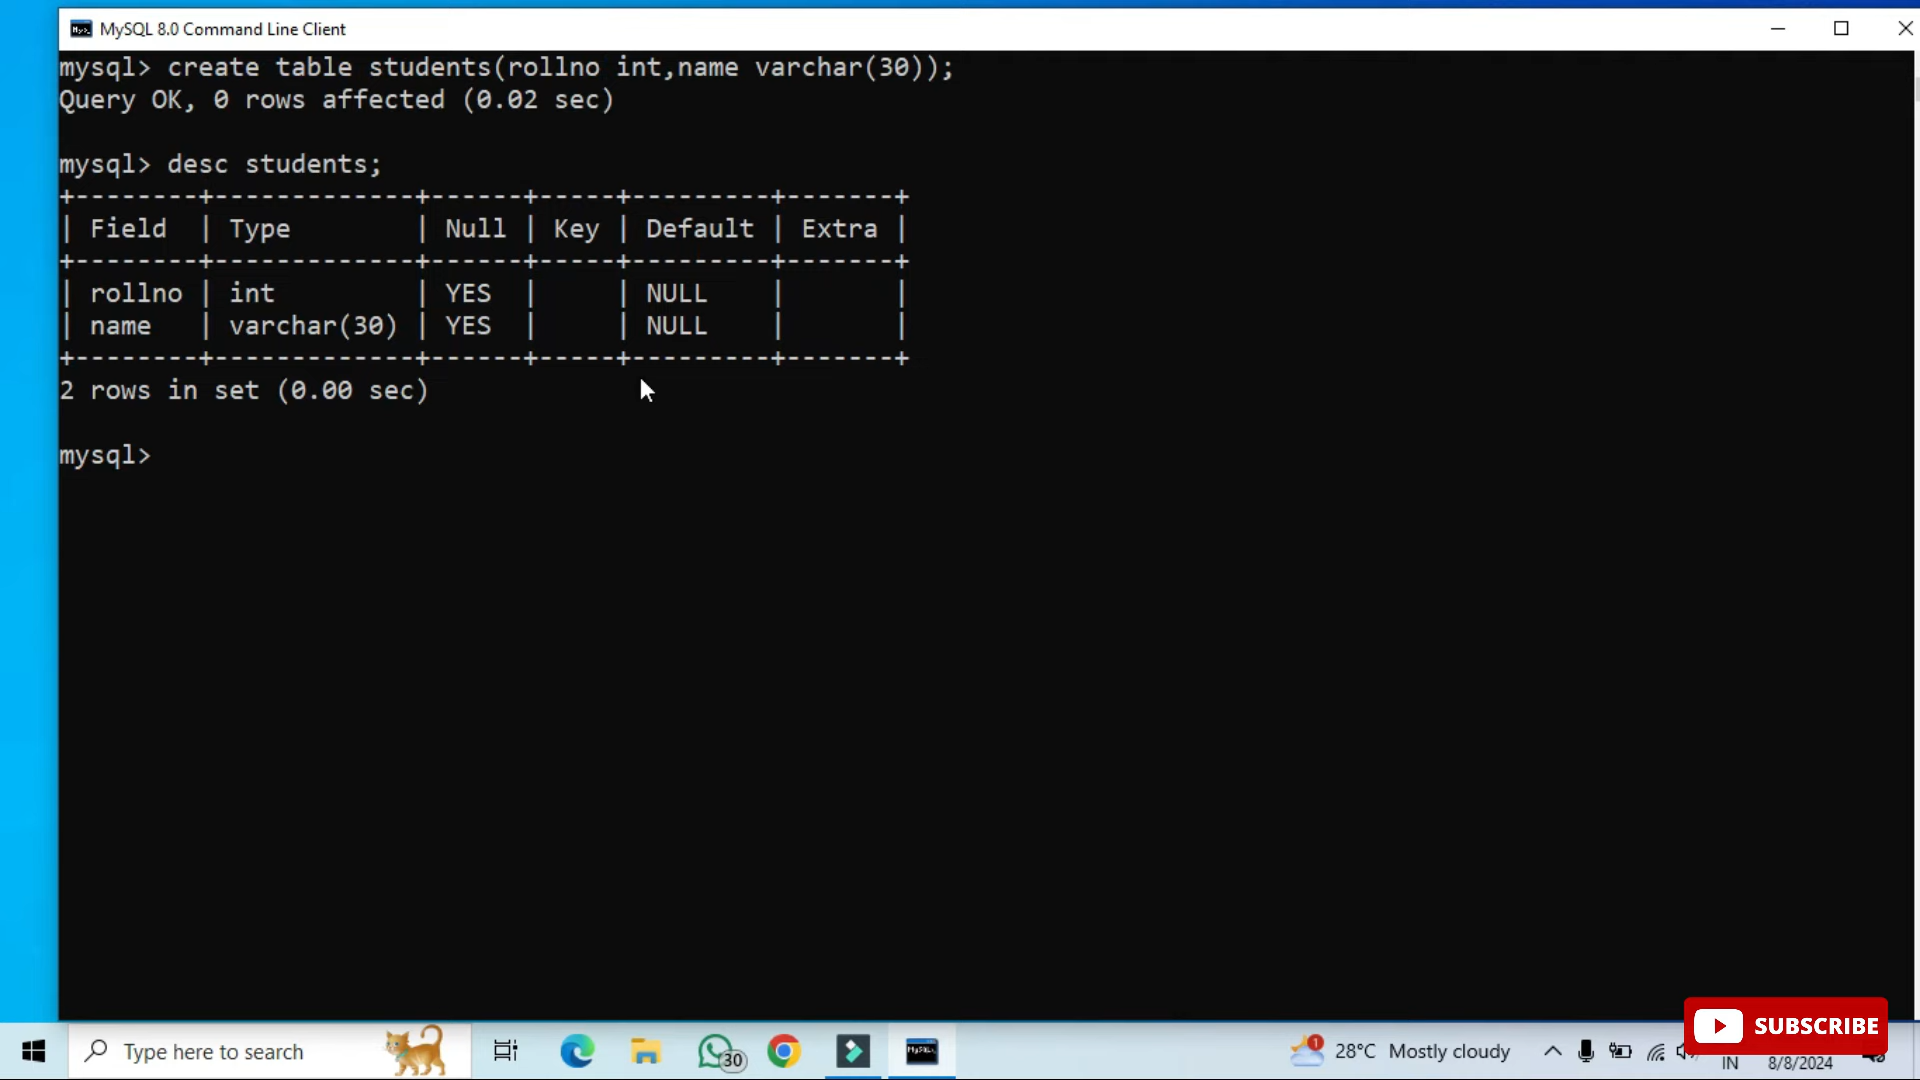 MySQL 8.0 Command Line Client
mysql> create table students(rollno int,name varchar(30));
Query OK, 0 rows affected (0.02 sec)
mysql> desc students;
+--------+-------------+------+-----+---------+-------+
| Field  | Type        | Null | Key | Default | Extra |
+--------+-------------+------+-----+---------+-------+
| rollno | int         | YES  |     | NULL    |       |
| name   | varchar(30) | YES  |     | NULL    |       |
+--------+-------------+------+-----+---------+-------+
2 rows in set (0.00 sec)
mysql>
SUBSCRIBE
Type here to search
30
1
28°C Mostly cloudy
IN
8/8/2024